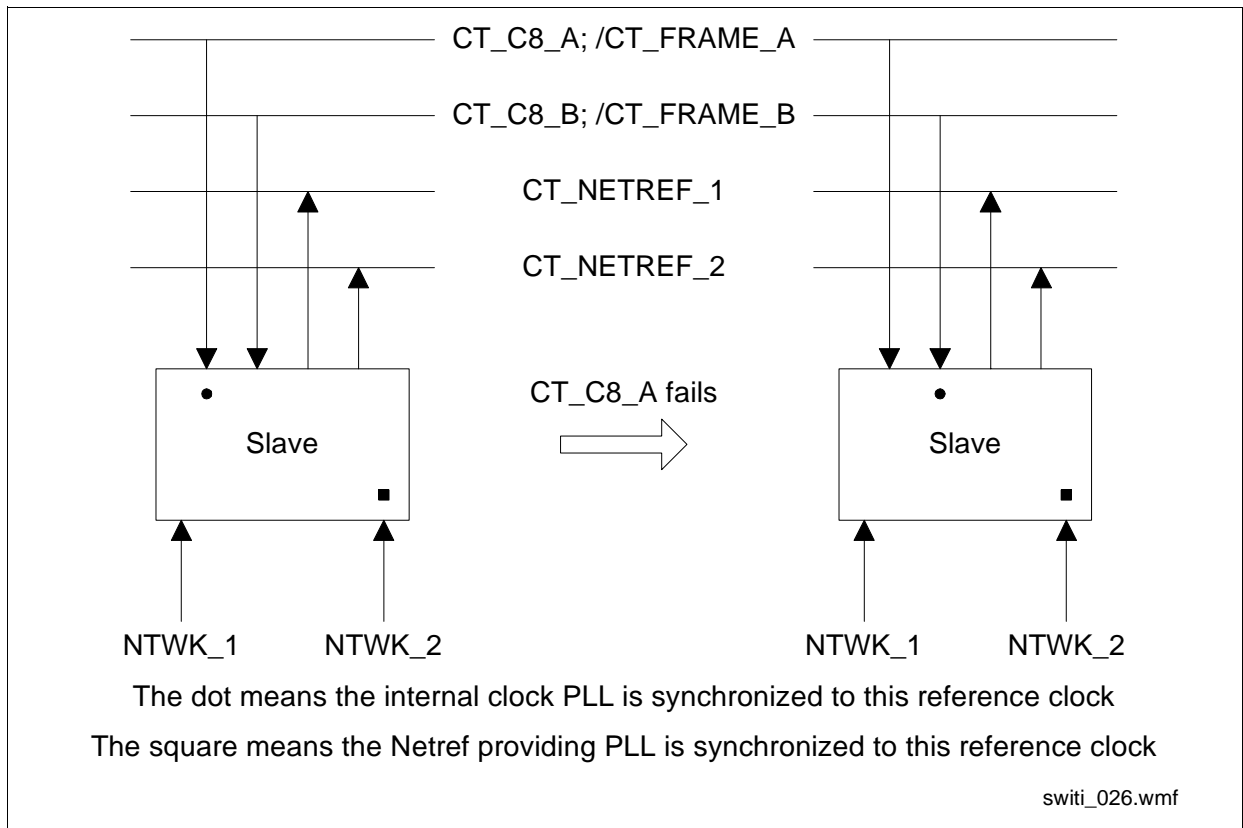 CT_C8_A; /CT_FRAME_A
CT_C8_B; /CT_FRAME_B
CT_NETREF_1
CT_NETREF_2
CT_C8_A fails
Slave
Slave
NTWK_1
NTWK_2
NTWK_1
NTWK_2
The dot means the internal clock PLL is synchronized to this reference clock
The square means the Netref providing PLL is synchronized to this reference clock
switi_026.wmf